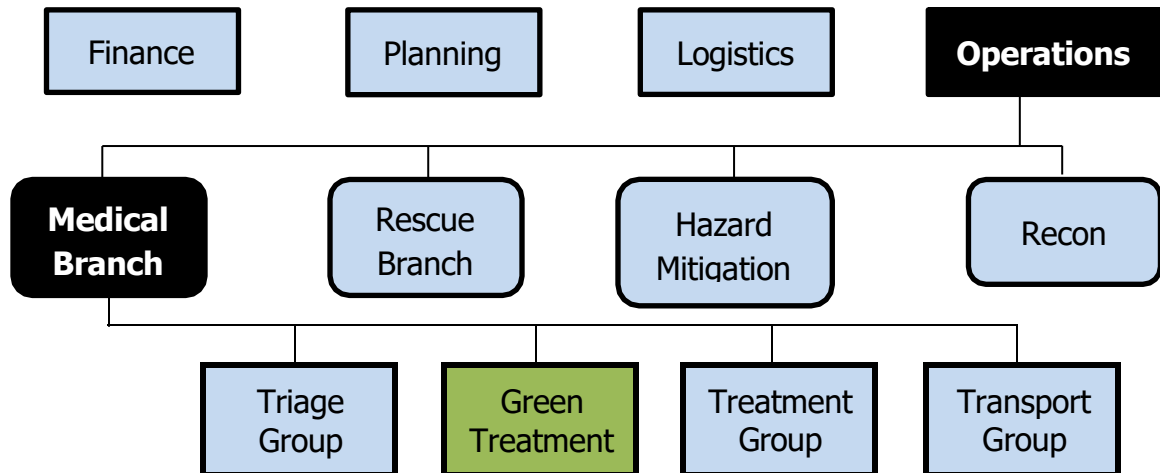 Finance
Planning
Logistics
Operations
Medical
Branch
Rescue
Branch
Hazard
Mitigation
Recon
Triage
Group
Green
Treatment
Treatment
Group
Transport
Group